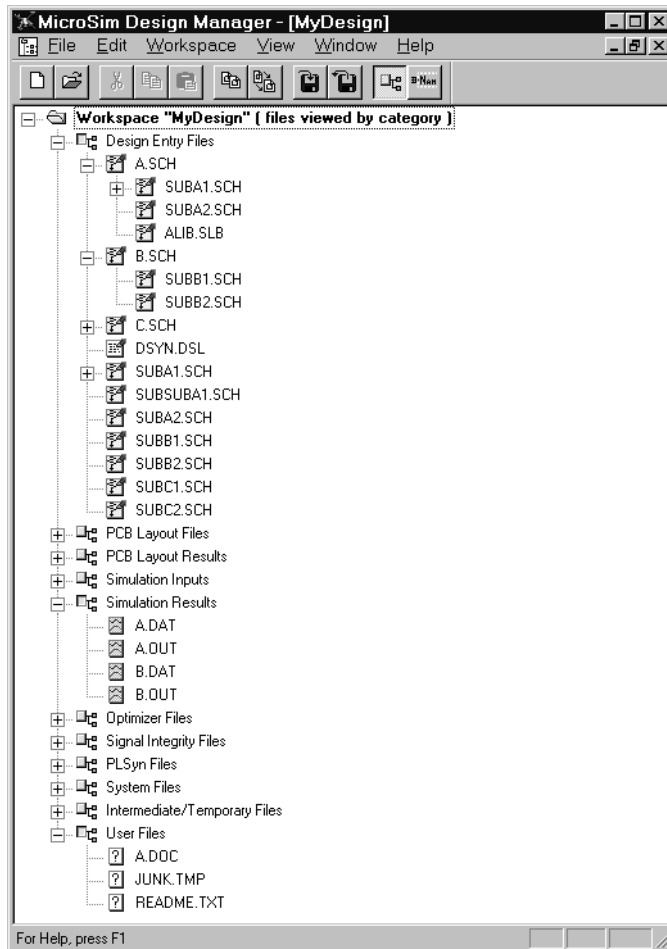 MicroSim Design Manager - [MyDesign]
File Edit Workspace View Window Help
Workspace "MyDesign" ( files viewed by category )
Design Entry Files
A.SCH
SUBA1.SCH
SUBA2.SCH
ALIB.SLB
B.SCH
SUBB1.SCH
SUBB2.SCH
C.SCH
DSYN.DSL
SUBA1.SCH
SUBSUBA1.SCH
SUBA2.SCH
SUBB1.SCH
SUBB2.SCH
SUBC1.SCH
SUBC2.SCH
PCB Layout Files
PCB Layout Results
Simulation Inputs
Simulation Results
A.DAT
A.OUT
B.DAT
B.OUT
Optimizer Files
Signal Integrity Files
PLSyn Files
System Files
Intermediate/Temporary Files
User Files
A.DOC
JUNK.TMP
README.TXT
For Help, press F1